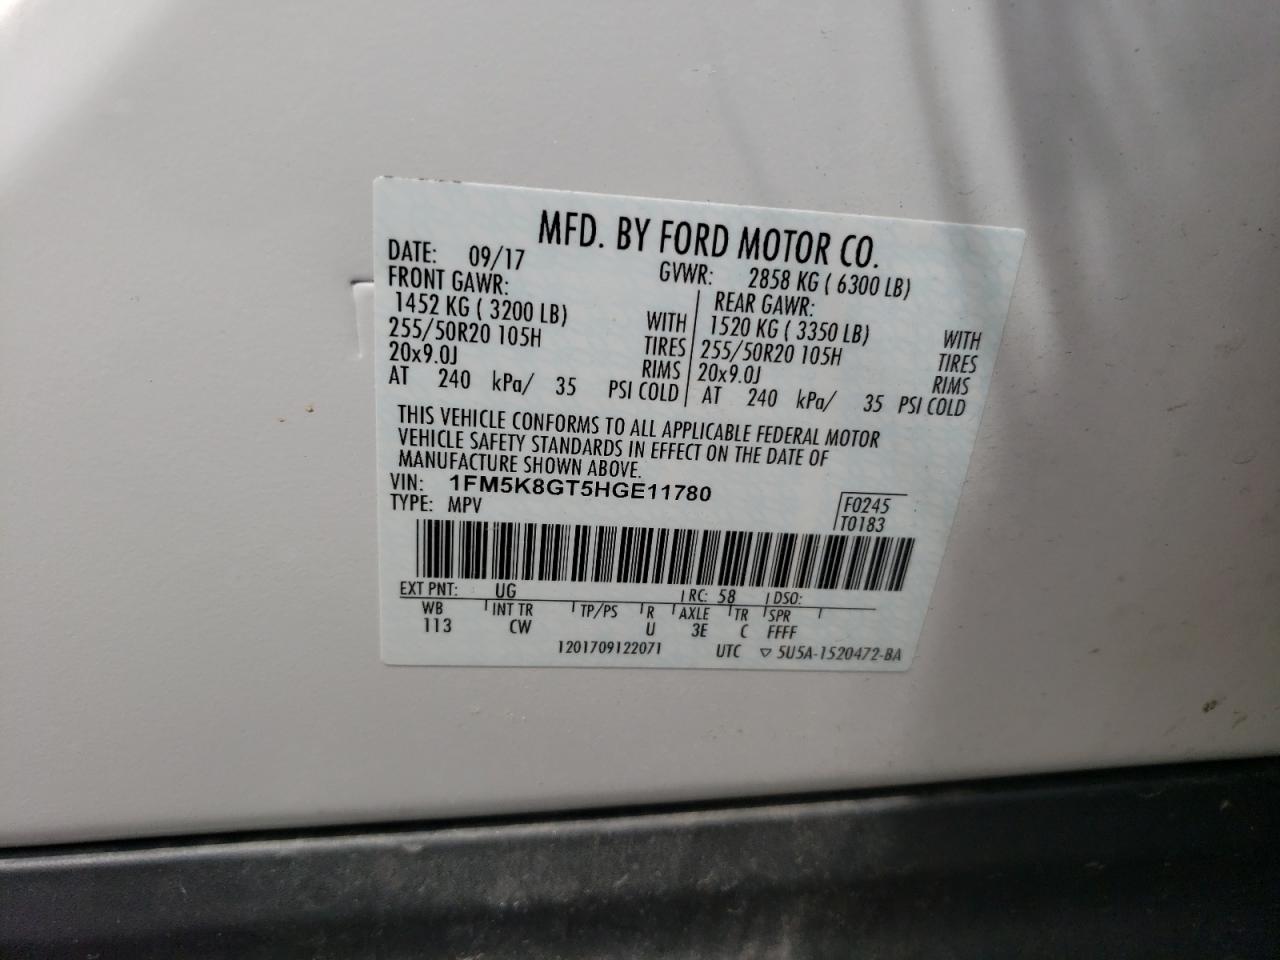 MFD. BY FORD MOTOR CO.
DATE: 09/17 GVWR: 2858 KG ( 6300 LB)
FRONT GAWR: REAR GAWR:
1452 KG ( 3200 LB) WITH 1520 KG ( 3350 LB) WITH
255/50R20 105H TIRES 255/50R20 105H TIRES
20x9.0J RIMS 20x9.0J RIMS
AT 240 kPa/ 35 PSI COLD AT 240 kPa/ 35 PSI COLD
THIS VEHICLE CONFORMS TO ALL APPLICABLE FEDERAL MOTOR
VEHICLE SAFETY STANDARDS IN EFFECT ON THE DATE OF
MANUFACTURE SHOWN ABOVE.
VIN: 1FM5K8GT5HGE11780
TYPE: MPV F0245
T0183
EXT PNT: UG RC: 58 DSO:
WB INT TR TP/PS R AXLE TR SPR
113 CW U 3E C FFFF
1201709122071 UTC ▽ 5U5A-1520472-BA